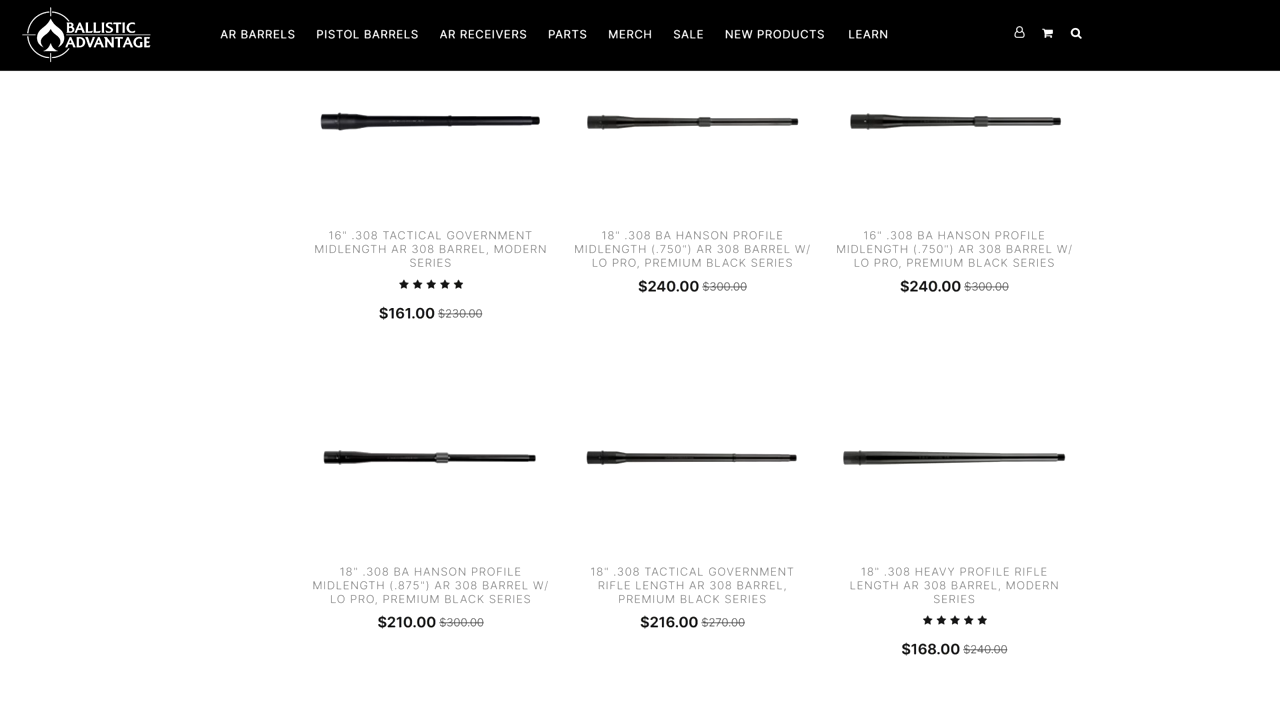 BALLISTIC
ADVANTAGE
AR BARRELS PISTOL BARRELS AR RECEIVERS PARTS MERCH SALE NEW PRODUCTS LEARN
16" .308 TACTICAL GOVERNMENT
MIDLENGTH AR 308 BARREL, MODERN
SERIES
$161.00 $230.00
18" .308 BA HANSON PROFILE
MIDLENGTH (.750") AR 308 BARREL W/
LO PRO, PREMIUM BLACK SERIES
$240.00 $300.00
16" .308 BA HANSON PROFILE
MIDLENGTH (.750") AR 308 BARREL W/
LO PRO, PREMIUM BLACK SERIES
$240.00 $300.00
18" .308 BA HANSON PROFILE
MIDLENGTH (.875") AR 308 BARREL W/
LO PRO, PREMIUM BLACK SERIES
$210.00 $300.00
18" .308 TACTICAL GOVERNMENT
RIFLE LENGTH AR 308 BARREL,
PREMIUM BLACK SERIES
$216.00 $270.00
18" .308 HEAVY PROFILE RIFLE
LENGTH AR 308 BARREL, MODERN
SERIES
$168.00 $240.00